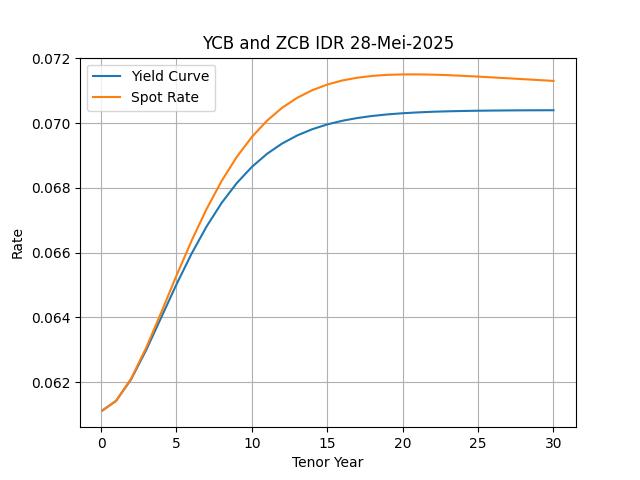 YCB and ZCB IDR 28-Mei-2025
Yield Curve
Spot Rate
0.072
0.070
0.068
0.066
0.064
0.062
Rate
0 5 10 15 20 25 30
Tenor Year